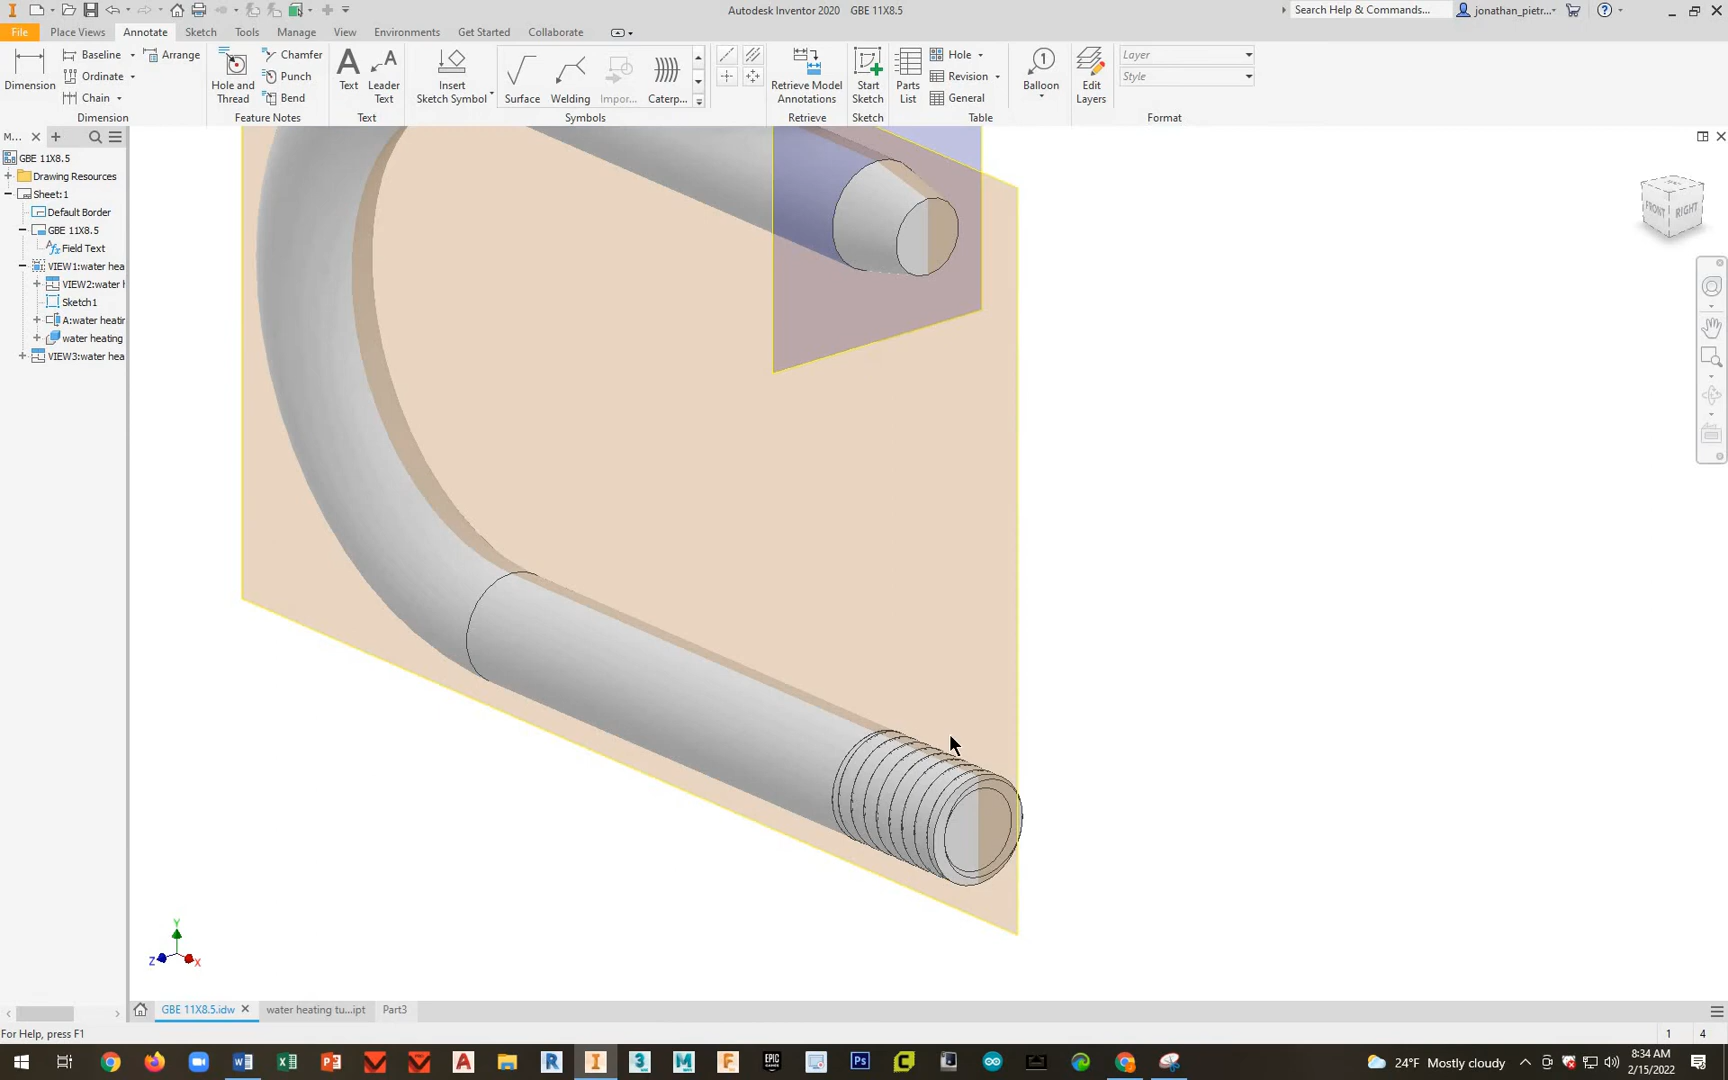 Autodesk Inventor 2020 GBE 11X8.5
Search Help & Commands...
jonathan_pietr...
File Place Views Annotate Sketch Tools Manage View Environments Get Started Collaborate
Dimension
Baseline
Ordinate
Chain
Arrange
Dimension
Hole and Thread
Chamfer
Punch
Bend
Feature Notes
Text
Leader Text
Text
Insert Sketch Symbol
Surface
Welding
Impor...
Caterp...
Symbols
Retrieve Model Annotations
Retrieve
Start Sketch
Sketch
Parts List
Hole
Revision
General
Table
Balloon
1
Edit Layers
Layer
Style
Format
M...
GBE 11X8.5
Drawing Resources
Sheet:1
Default Border
GBE 11X8.5
Field Text
VIEW1:water hea
VIEW2:water h
Sketch1
A:water heatin
water heating
VIEW3:water hea
FRONT
RIGHT
Y
Z
X
GBE 11X8.5.idw
water heating tu...ipt
Part3
For Help, press F1
1 4
24°F Mostly cloudy
8:34 AM
2/15/2022